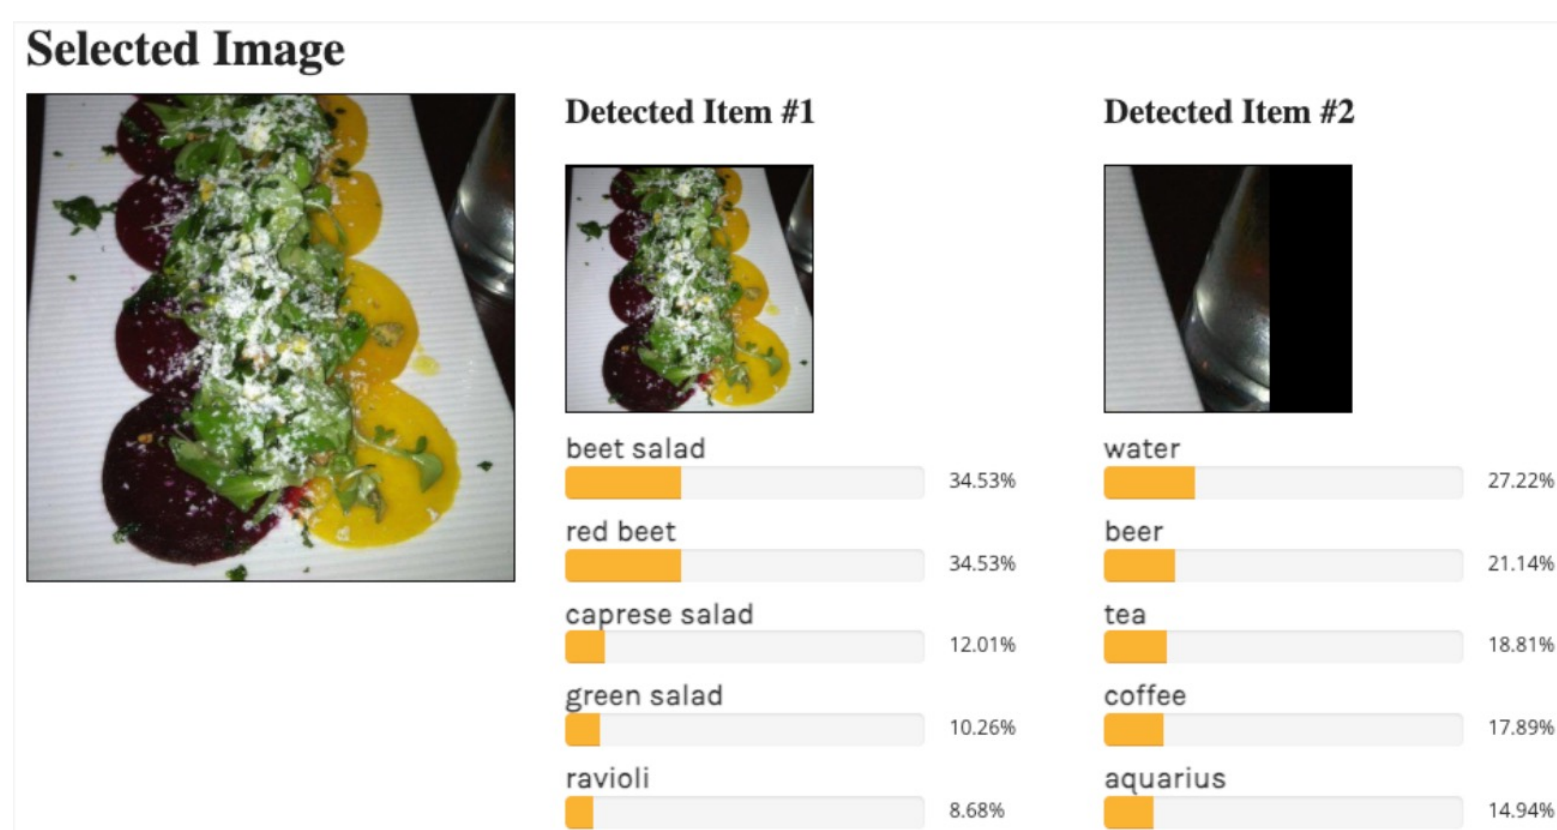 Selected Image
Detected Item #1
beet salad
34.53%
red beet
34.53%
caprese salad
12.01%
green salad
10.26%
ravioli
8.68%
Detected Item #2
water
27.22%
beer
21.14%
tea
18.81%
coffee
17.89%
aquarius
14.94%